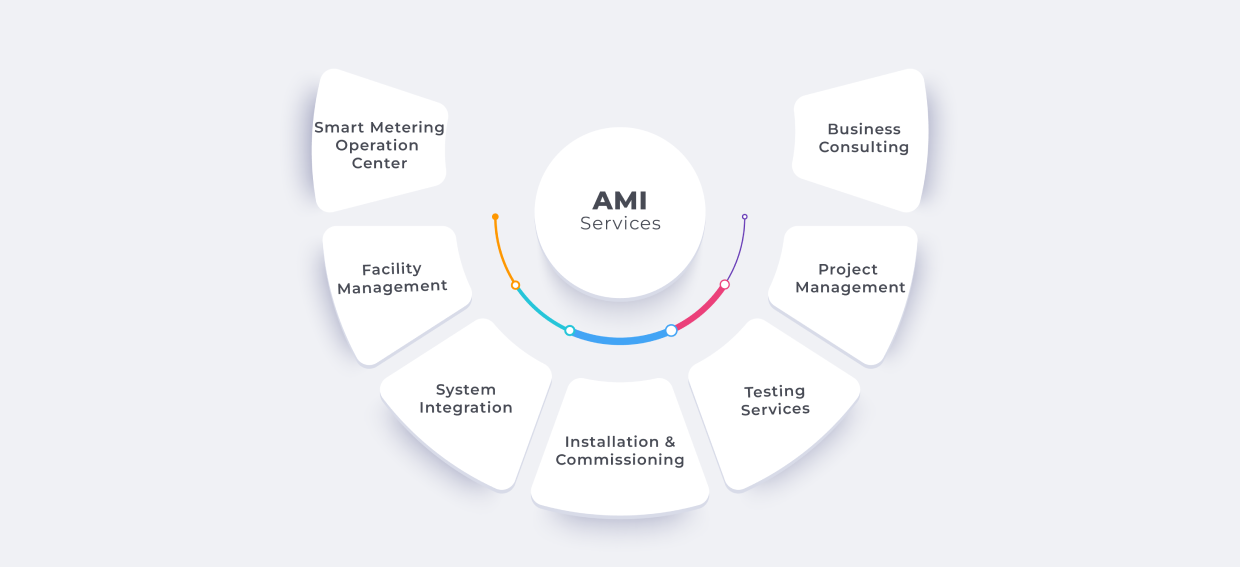 AMI
Services
Smart Metering
Operation
Center
Facility
Management
System
Integration
Installation &
Commissioning
Testing
Services
Project
Management
Business
Consulting